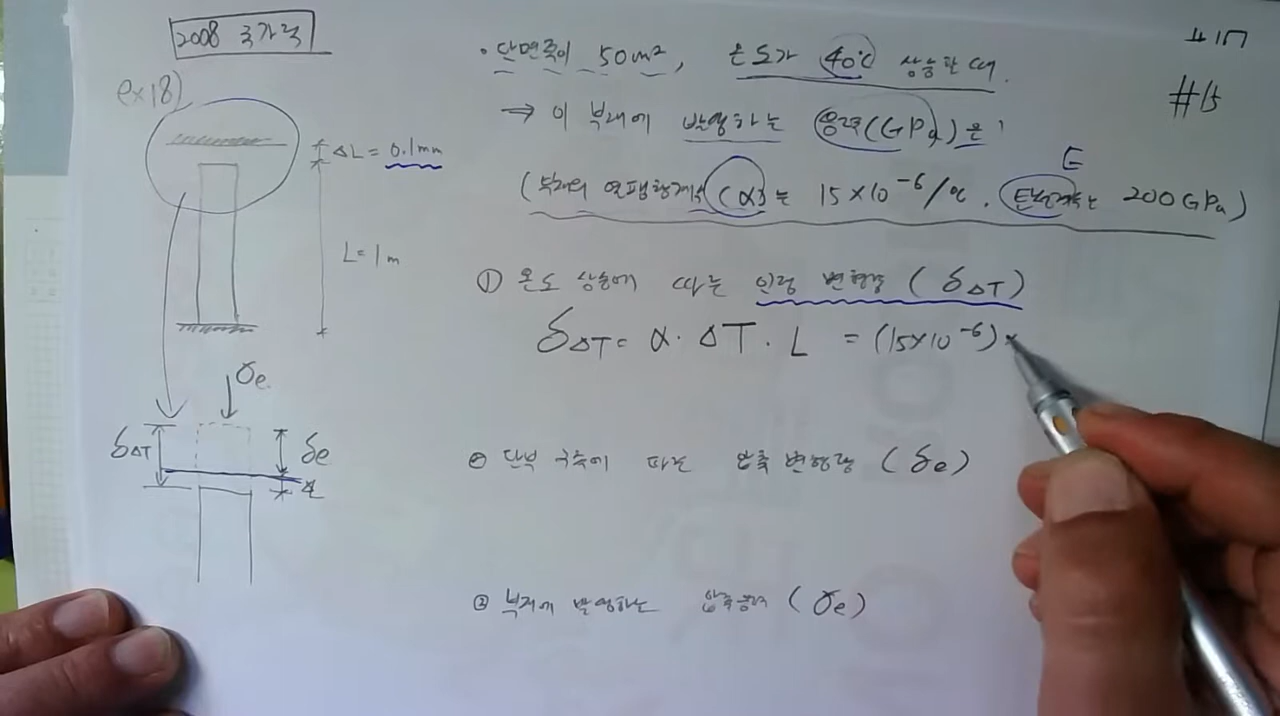 2008 국가직
ex18)
ΔL = 0.1mm
L = 1m
σe
δΔT
δe
#17
#15
· 단면적이 50m², 온도가 40℃ 상승할 때.
→ 이 부재에 발생하는 응력(GPa)은?
(부재의 열팽창계수(α)는 15×10⁻⁶/℃. 탄성계수는 200GPa)
E
① 온도 상승에 따른 인장 변형량 (δΔT)
δΔT = α · ΔT · L = (15×10⁻⁶)×
② 단부 구속에 따른 압축 변형량 (δe)
③ 부재에 발생하는 압축응력 (σe)